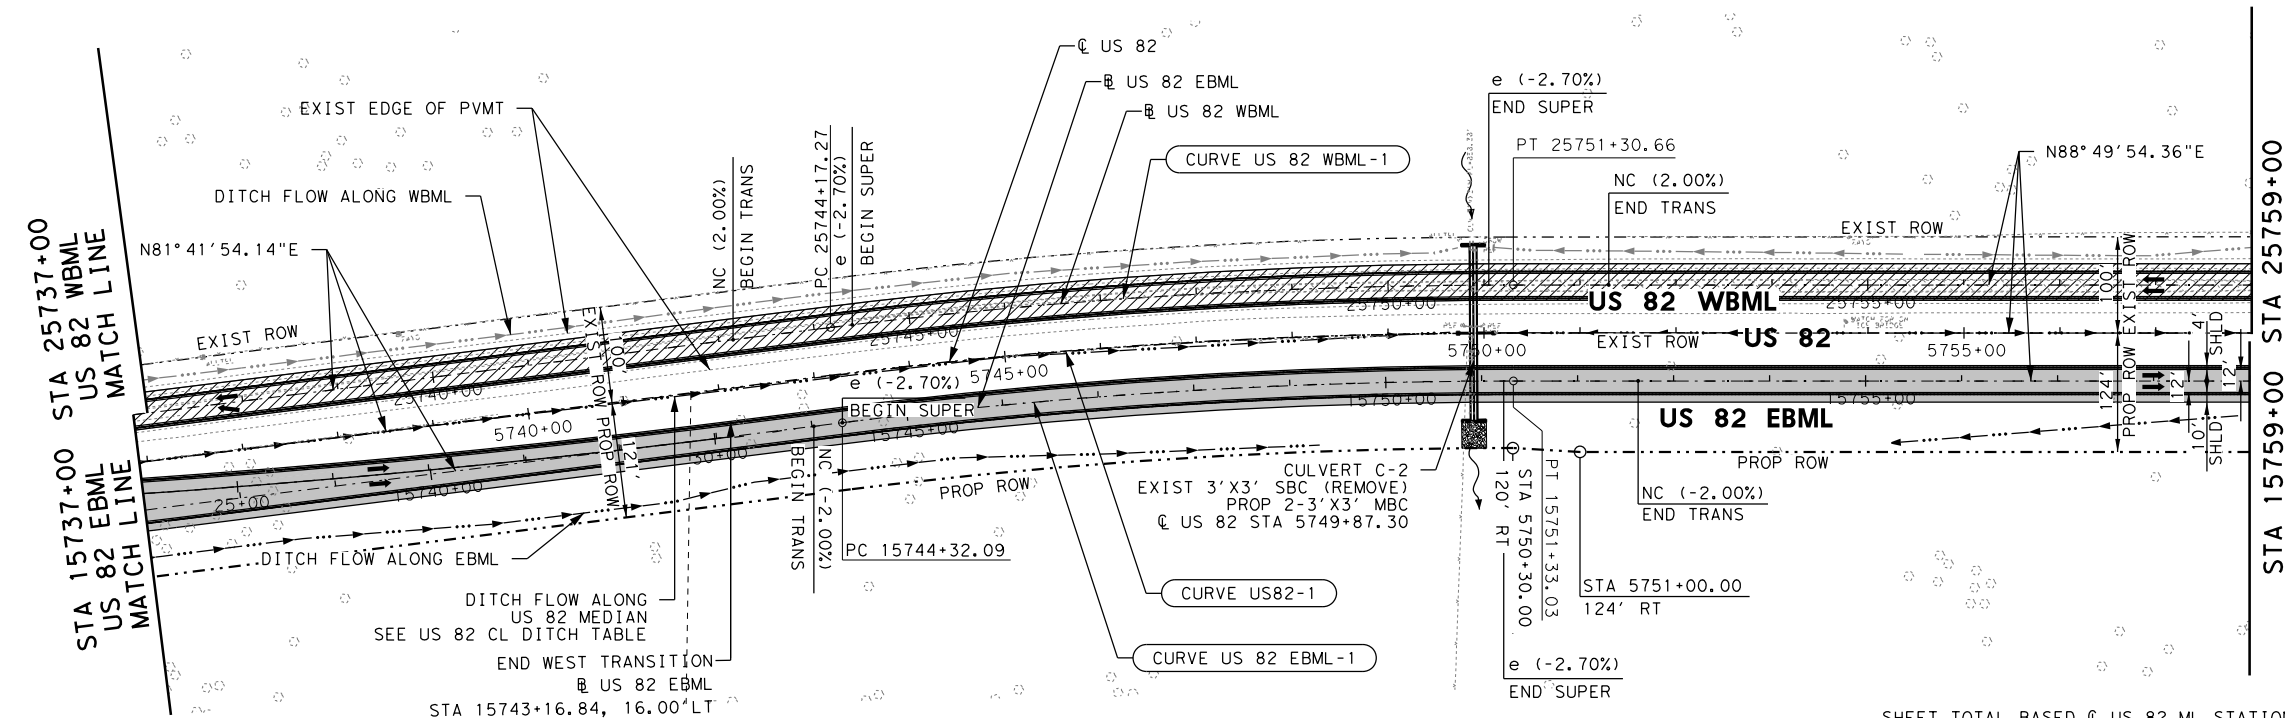 ℄ US 82
B̲L US 82 EBML
B̲L US 82 WBML
CURVE US 82 WBML-1
EXIST EDGE OF PVMT
DITCH FLOW ALONG WBML
N81°41'54.14"E
STA 25737+00
US 82 WBML
MATCH LINE
STA 15737+00
US 82 EBML
MATCH LINE
NC (2.00%)
BEGIN TRANS
PC 25744+17.27
e (-2.70%)
BEGIN SUPER
e (-2.70%)
END SUPER
PT 25751+30.66
NC (2.00%)
END TRANS
N88°49'54.36"E
STA 25759+00
STA 15759+00
EXIST ROW
EXIST ROW
EXIST ROW
US 82 WBML
US 82
US 82 EBML
25740+00
25745+00
25750+00
25755+00
5740+00
5745+00
5750+00
5755+00
25+00
15740+00
30+00
15745+00
15750+00
15755+00
EXIST ROW
100'
PROP ROW
121'
e (-2.70%)
BEGIN SUPER
NC (-2.00%)
BEGIN TRANS
PC 15744+32.09
PROP ROW
DITCH FLOW ALONG EBML
DITCH FLOW ALONG
US 82 MEDIAN
SEE US 82 CL DITCH TABLE
END WEST TRANSITION
B̲L US 82 EBML
STA 15743+16.84, 16.00' LT
CURVE US82-1
CURVE US 82 EBML-1
CULVERT C-2
EXIST 3'X3' SBC (REMOVE)
PROP 2-3'X3' MBC
℄ US 82 STA 5749+87.30
STA 5750+30.00
120' RT
PT 15751+33.03
e (-2.70%)
END SUPER
NC (-2.00%)
END TRANS
STA 5751+00.00
124' RT
PROP ROW
100'
EXIST ROW
124'
PROP ROW
4'
SHLD
12'
12'
10'
SHLD
SHEET TOTAL BASED ℄ US 82 ML STATION